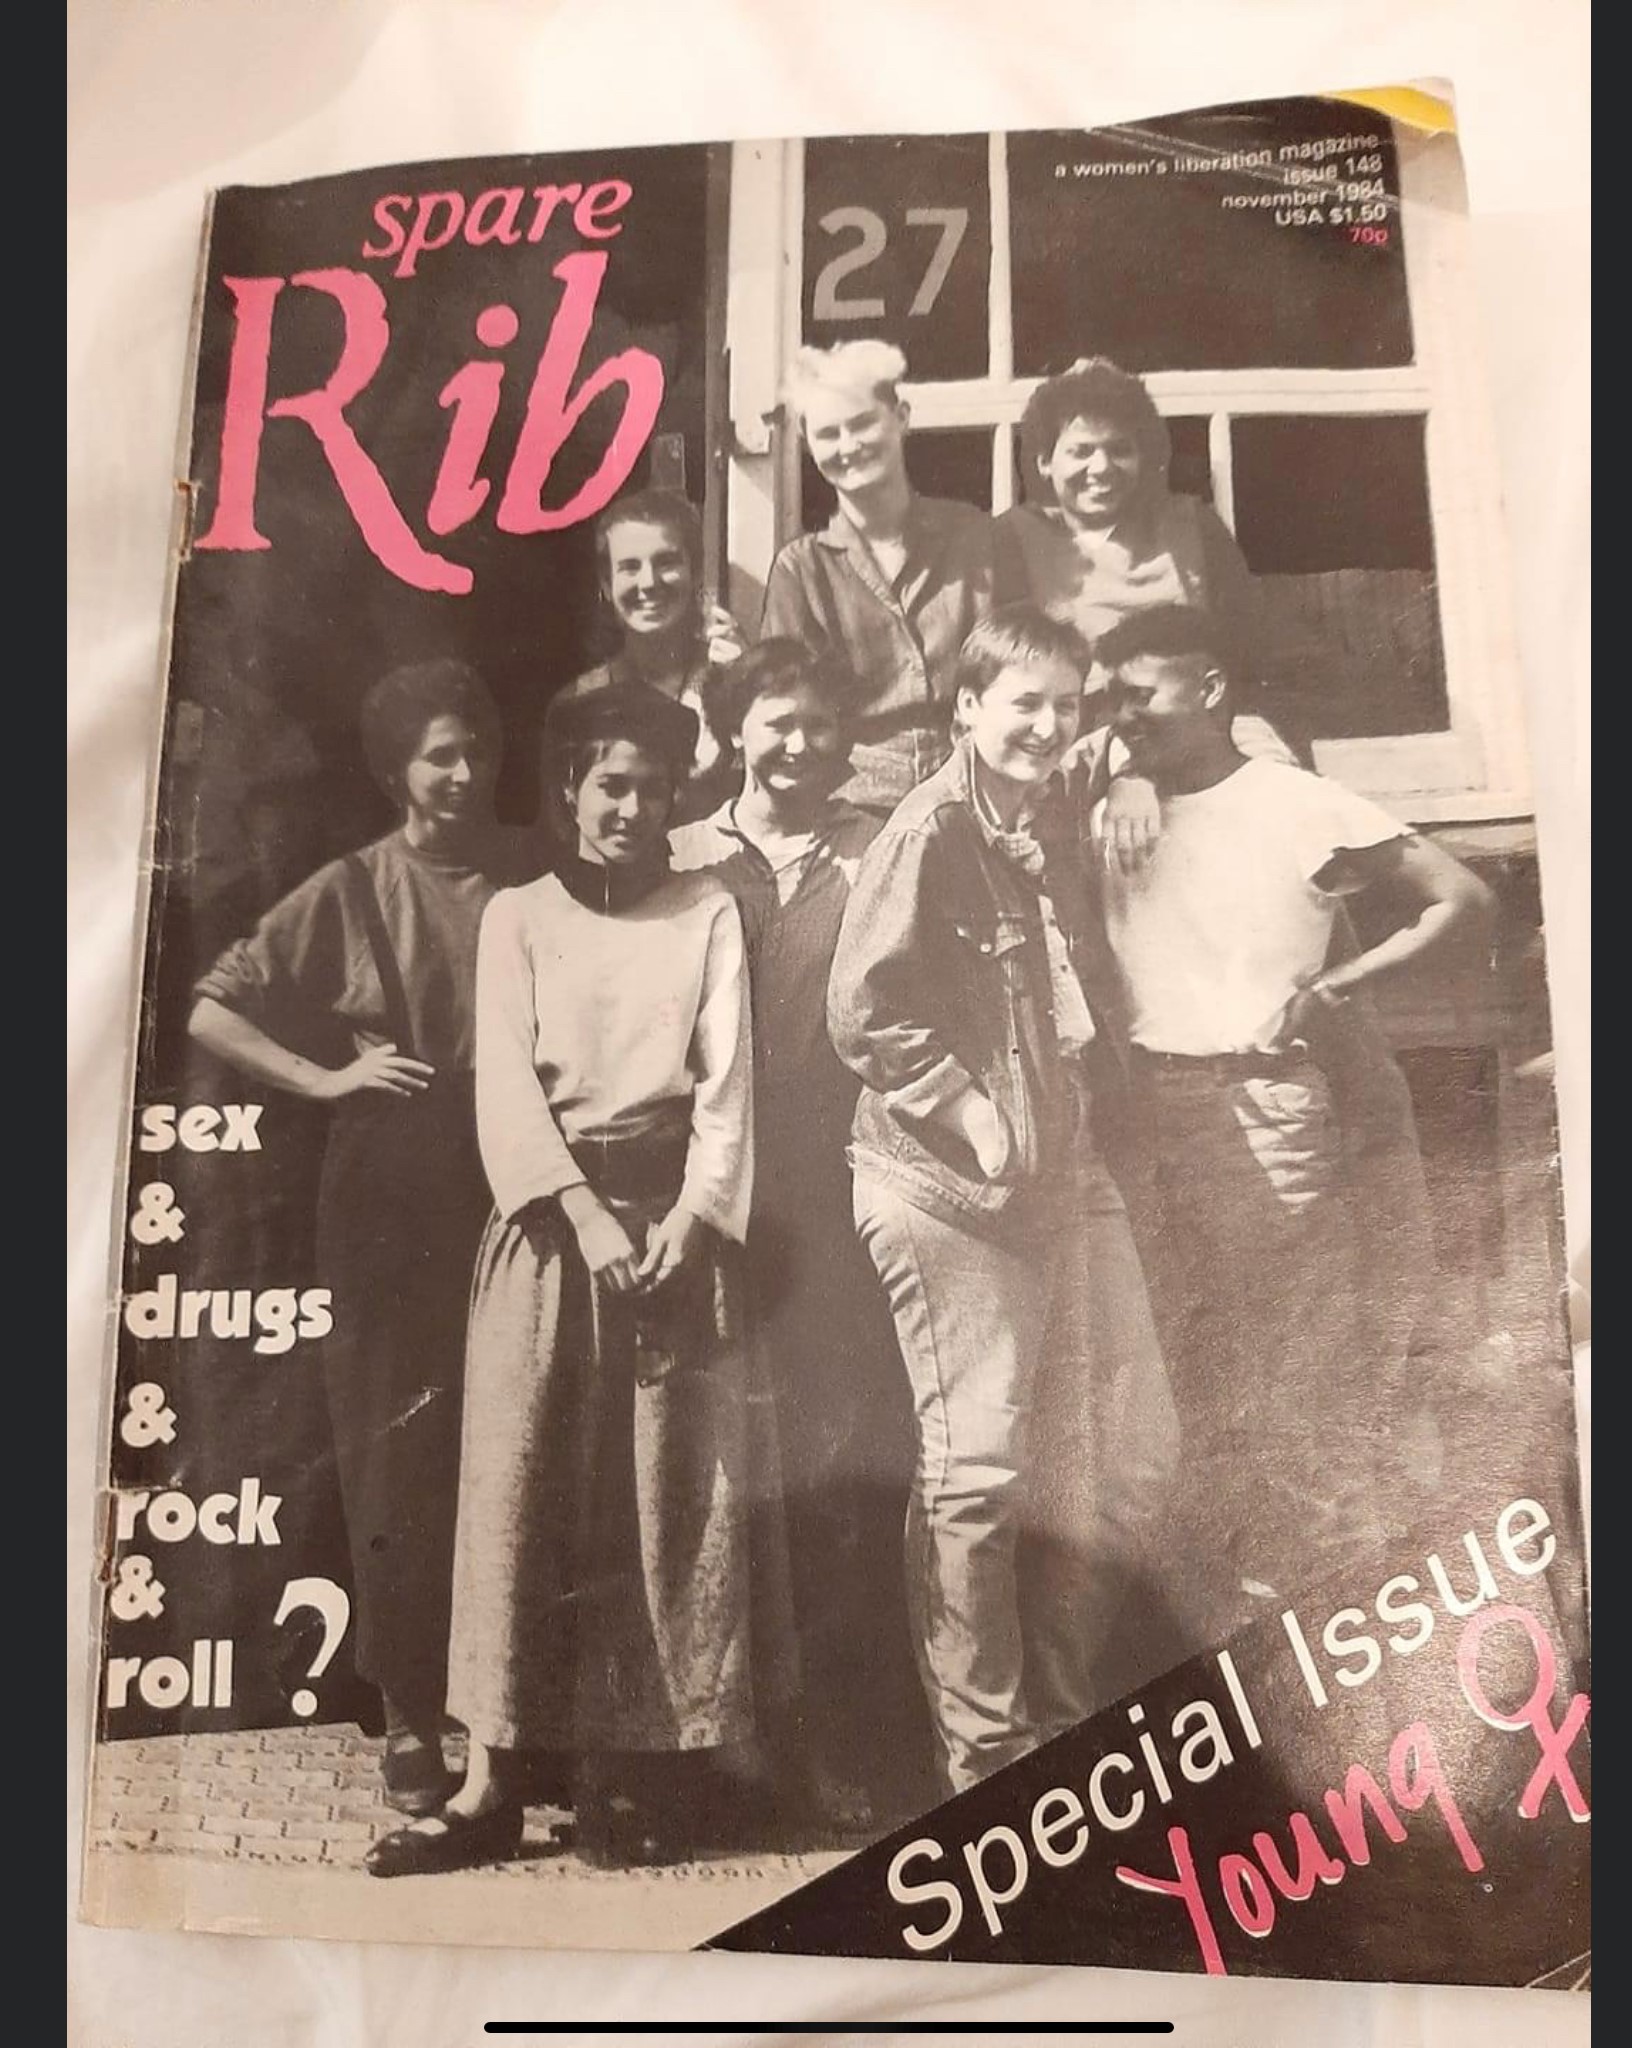 spare
Rib
a women's liberation magazine
issue 148
november 1984
USA $1.50
70p
27
sex
&
drugs
&
rock
&
roll ?
Special Issue
Young ♀